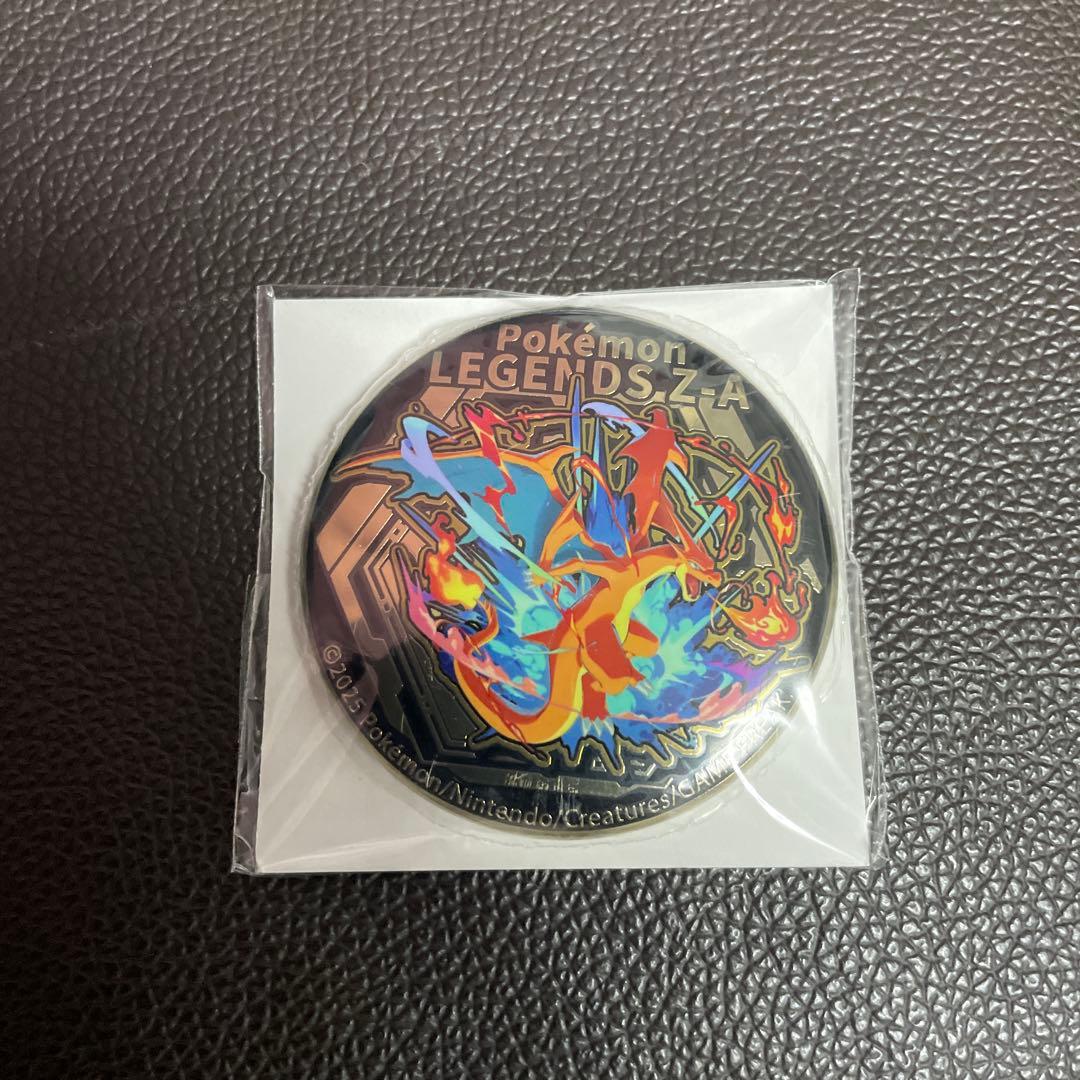 Pokémon
LEGENDS Z-A
©2025 Pokémon/Nintendo/Creatures/GAME FREAK